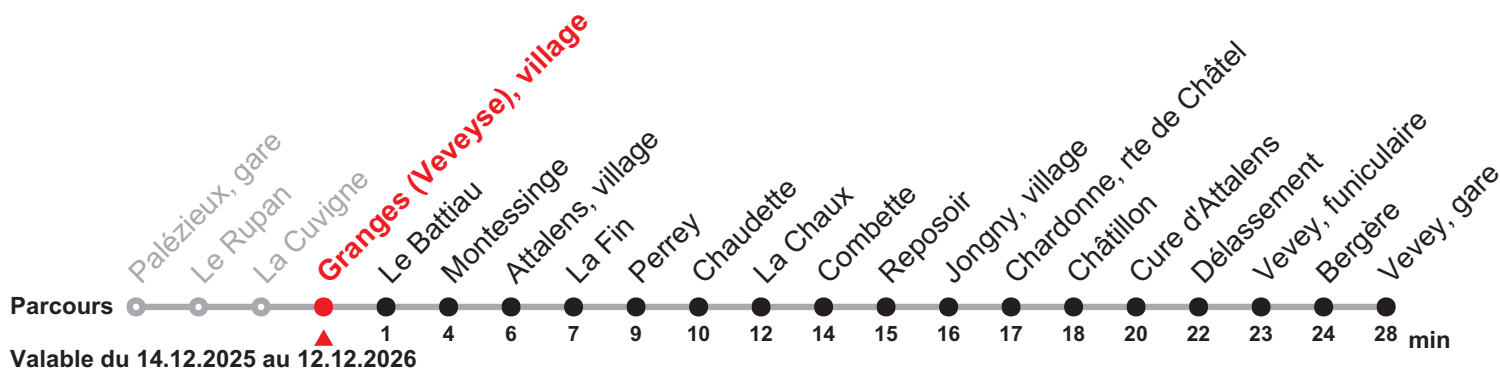 Palézieux, gare
Le Rupan
La Cuvigne
Granges (Veveyse), village
Le Battiau
Montessinge
Attalens, village
La Fin
Perrey
Chaudette
La Chaux
Combette
Reposoir
Jongny, village
Chardonne, rte de Châtel
Châtillon
Cure d'Attalens
Délassement
Vevey, funiculaire
Bergère
Vevey, gare
Parcours
1 4 6 7 9 10 12 14 15 16 17 18 20 22 23 24 28 min
Valable du 14.12.2025 au 12.12.2026